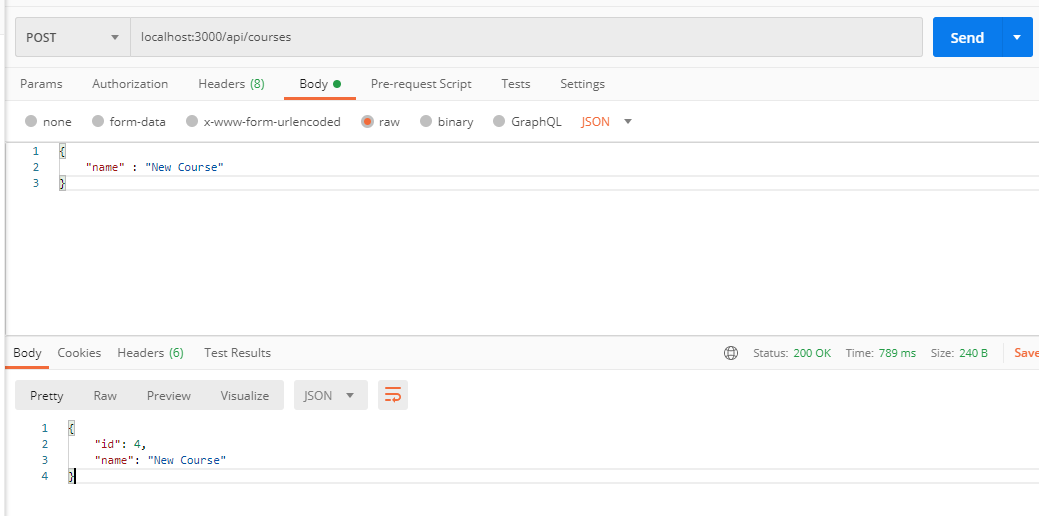 POST localhost:3000/api/courses Send
Params Authorization Headers (8) Body Pre-request Script Tests Settings
none form-data x-www-form-urlencoded raw binary GraphQL JSON
1 {
2 "name" : "New Course"
3 }
Body Cookies Headers (6) Test Results Status: 200 OK Time: 789 ms Size: 240 B Save
Pretty Raw Preview Visualize JSON
1 {
2 "id": 4,
3 "name": "New Course"
4 }